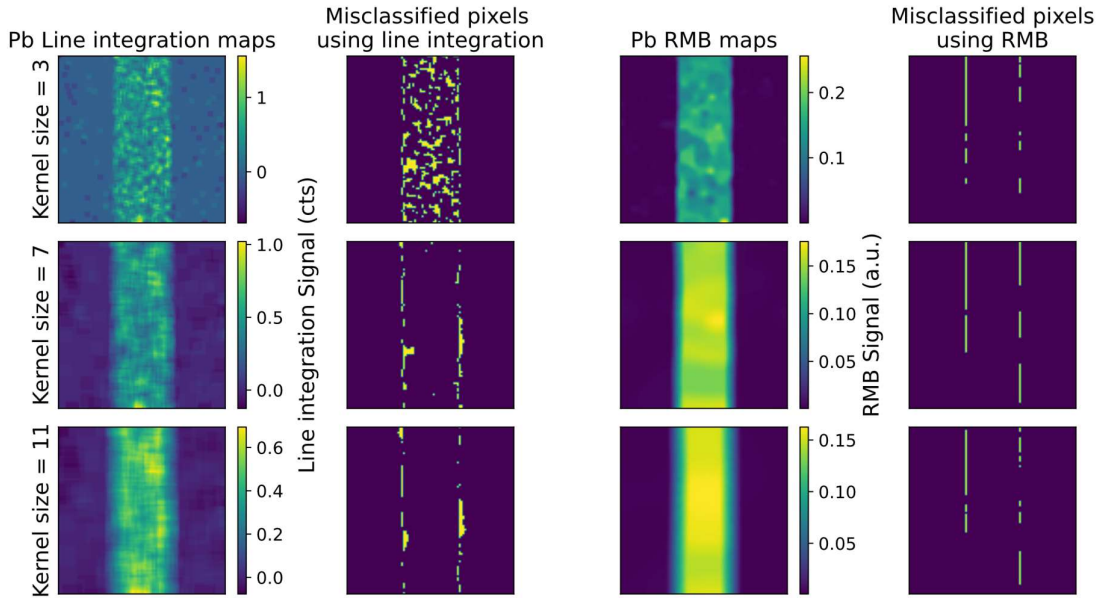 Pb Line integration maps
Misclassified pixels
using line integration
Pb RMB maps
Misclassified pixels
using RMB
Kernel size = 3
1
0
0.2
0.1
Kernel size = 7
1.0
0.5
0.0
Line integration Signal (cts)
0.15
0.10
0.05
RMB Signal (a.u.)
Kernel size = 11
0.6
0.4
0.2
0.0
0.15
0.10
0.05